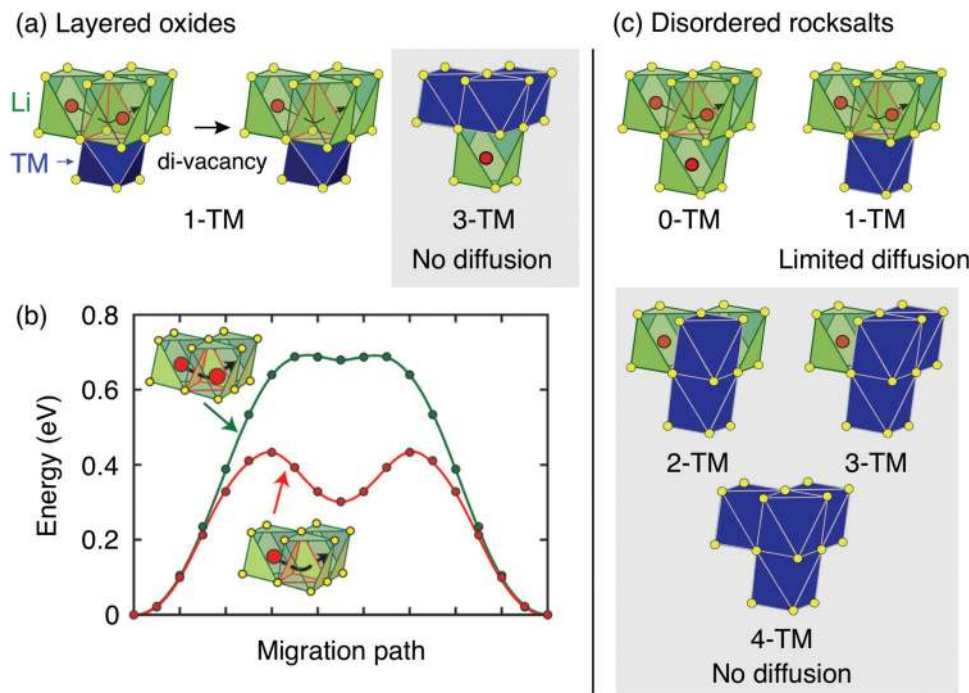 (a) Layered oxides
Li
TM
di-vacancy
1-TM
3-TM
No diffusion
(b)
0.8
0.6
0.4
0.2
0
Energy (eV)
Migration path
(c) Disordered rocksalts
0-TM
1-TM
Limited diffusion
2-TM
3-TM
4-TM
No diffusion